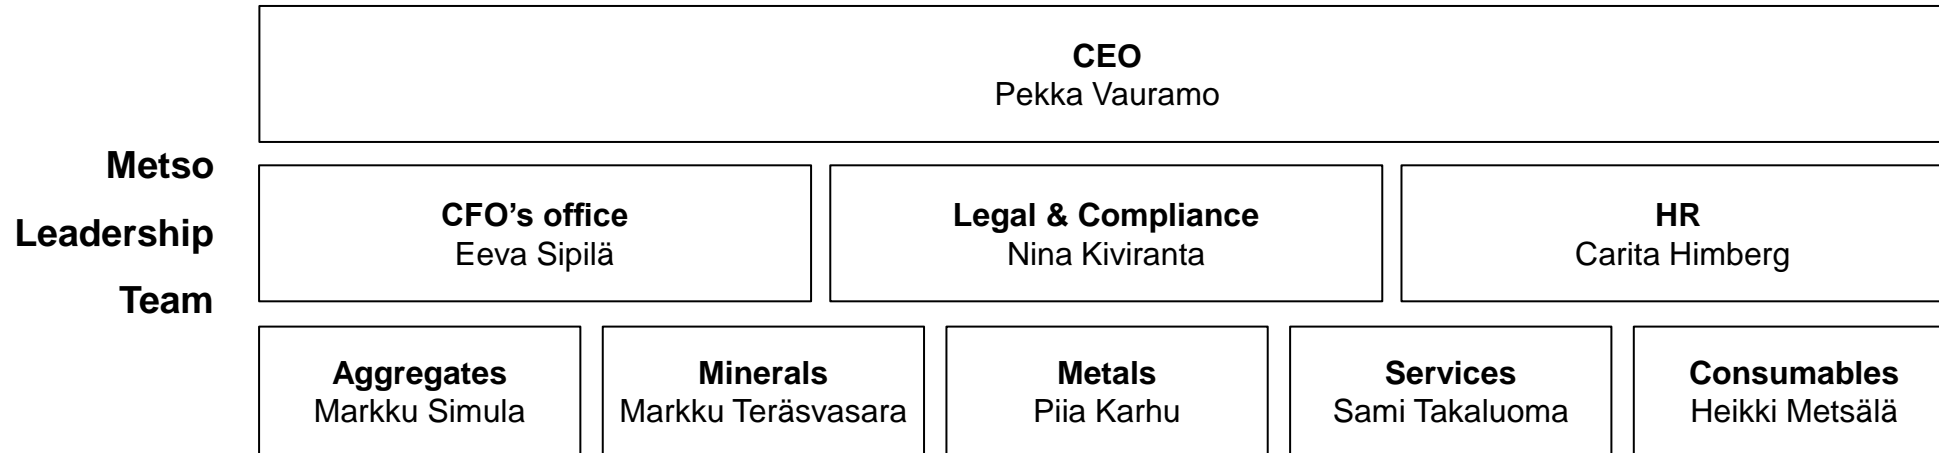 CEO
Pekka Vauramo
Metso
Leadership
Team
CFO’s office
Eeva Sipilä
Legal & Compliance
Nina Kiviranta
HR
Carita Himberg
Aggregates
Markku Simula
Minerals
Markku Teräsvasara
Metals
Piia Karhu
Services
Sami Takaluoma
Consumables
Heikki Metsälä